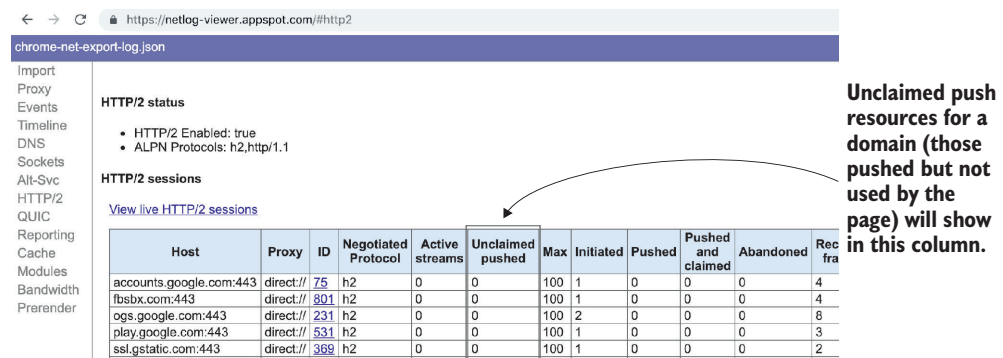 https://netlog-viewer.appspot.com/#http2
chrome-net-export-log.json
Import
Proxy
Events
Timeline
DNS
Sockets
Alt-Svc
HTTP/2
QUIC
Reporting
Cache
Modules
Bandwidth
Prerender
HTTP/2 status
• HTTP/2 Enabled: true
• ALPN Protocols: h2,http/1.1
HTTP/2 sessions
View live HTTP/2 sessions
Host Proxy ID Negotiated Protocol Active streams Unclaimed pushed Max Initiated Pushed Pushed and claimed Abandoned Rec fra
accounts.google.com:443 direct:// 75 h2 0 0 100 1 0 0 0 4
fbsbx.com:443 direct:// 801 h2 0 0 100 1 0 0 0 4
ogs.google.com:443 direct:// 231 h2 0 0 100 2 0 0 0 8
play.google.com:443 direct:// 531 h2 0 0 100 1 0 0 0 3
ssl.gstatic.com:443 direct:// 369 h2 0 0 100 1 0 0 0 2
Unclaimed push
resources for a
domain (those
pushed but not
used by the
page) will show
in this column.